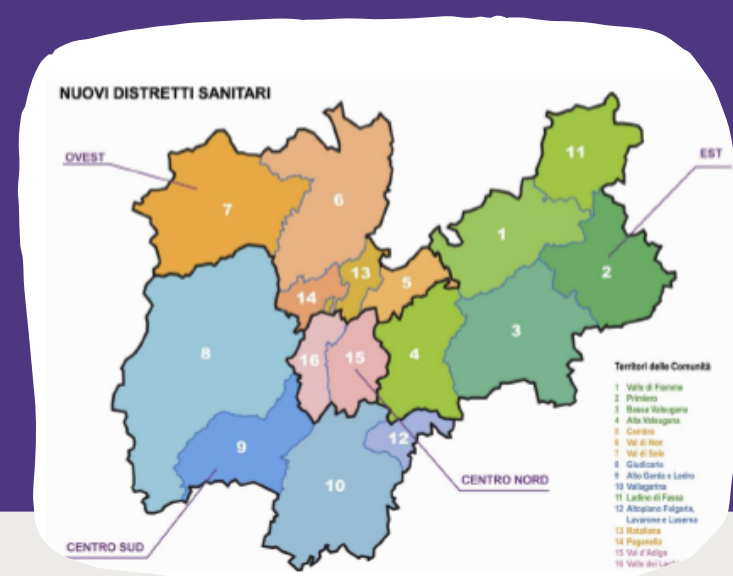 NUOVI DISTRETTI SANITARI
OVEST
EST
11
6
7
1
13
5
2
14
3
8
16
15
4
12
9
10
CENTRO NORD
CENTRO SUD
Territori delle Comunità
1 Valle di Fiemme
2 Primiero
3 Bassa Valsugana
4 Alta Valsugana
5 Cembra
6 Val di Non
7 Val di Sole
8 Giudicarie
9 Alto Garda e Ledro
10 Vallagarina
11 Ladino di Fassa
12 Altopiano Folgaria,
Lavarone e Luserna
13 Rotaliana
14 Paganella
15 Val d'Adige
16 Valle dei